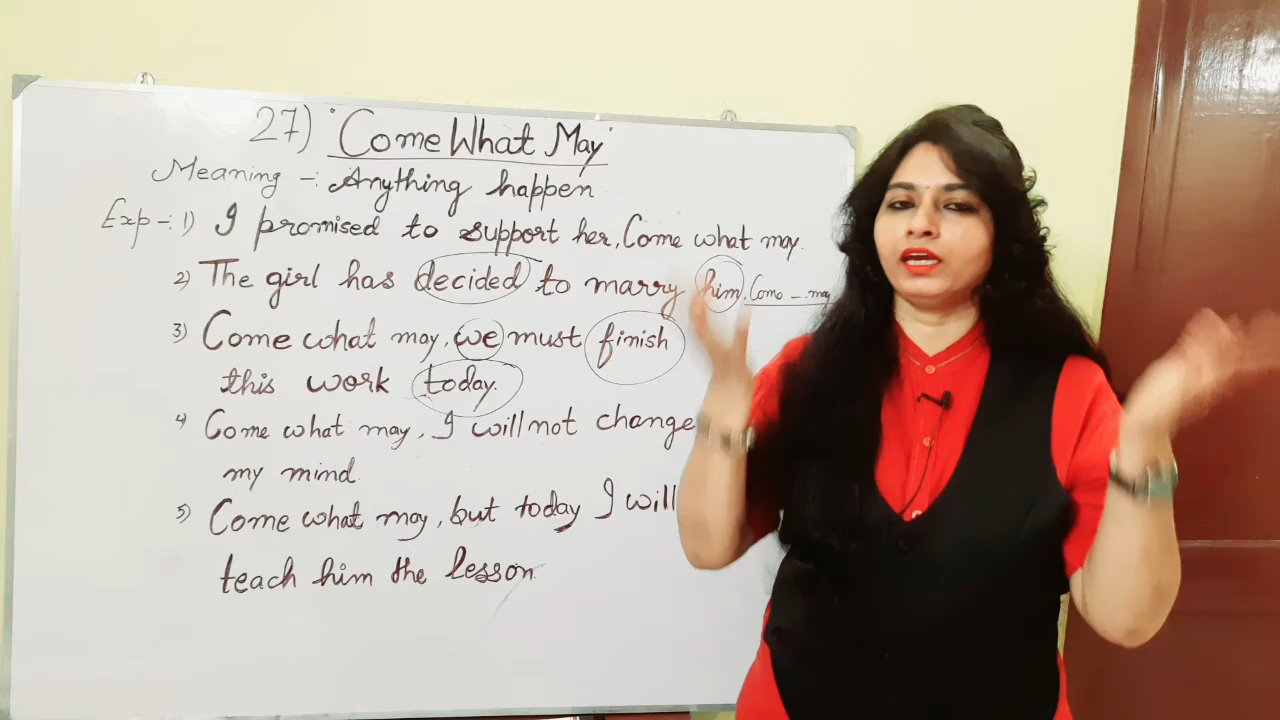 27) "Come What May"
Meaning -: Anything happen
Exp -: 1) I promised to support her, Come what may.
2) The girl has decided to marry him, Come -- may
3) Come what may, we must finish
this work today.
4) Come what may, I will not change
my mind.
5) Come what may, but today I will
teach him the lesson.